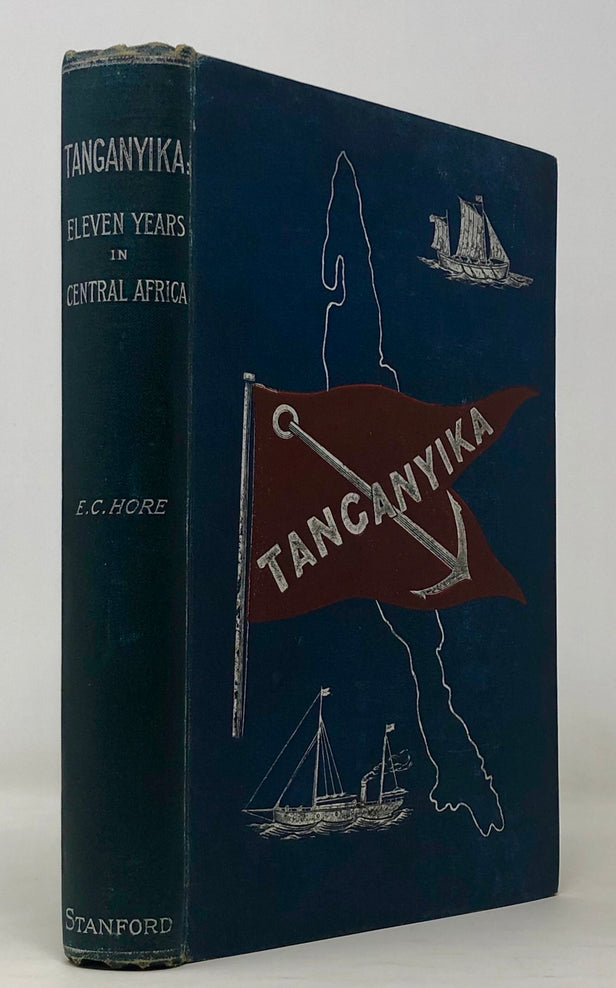 TANGANYIKA:
ELEVEN YEARS
IN
CENTRAL AFRICA
E.C. HORE
STANFORD
TANGANYIKA